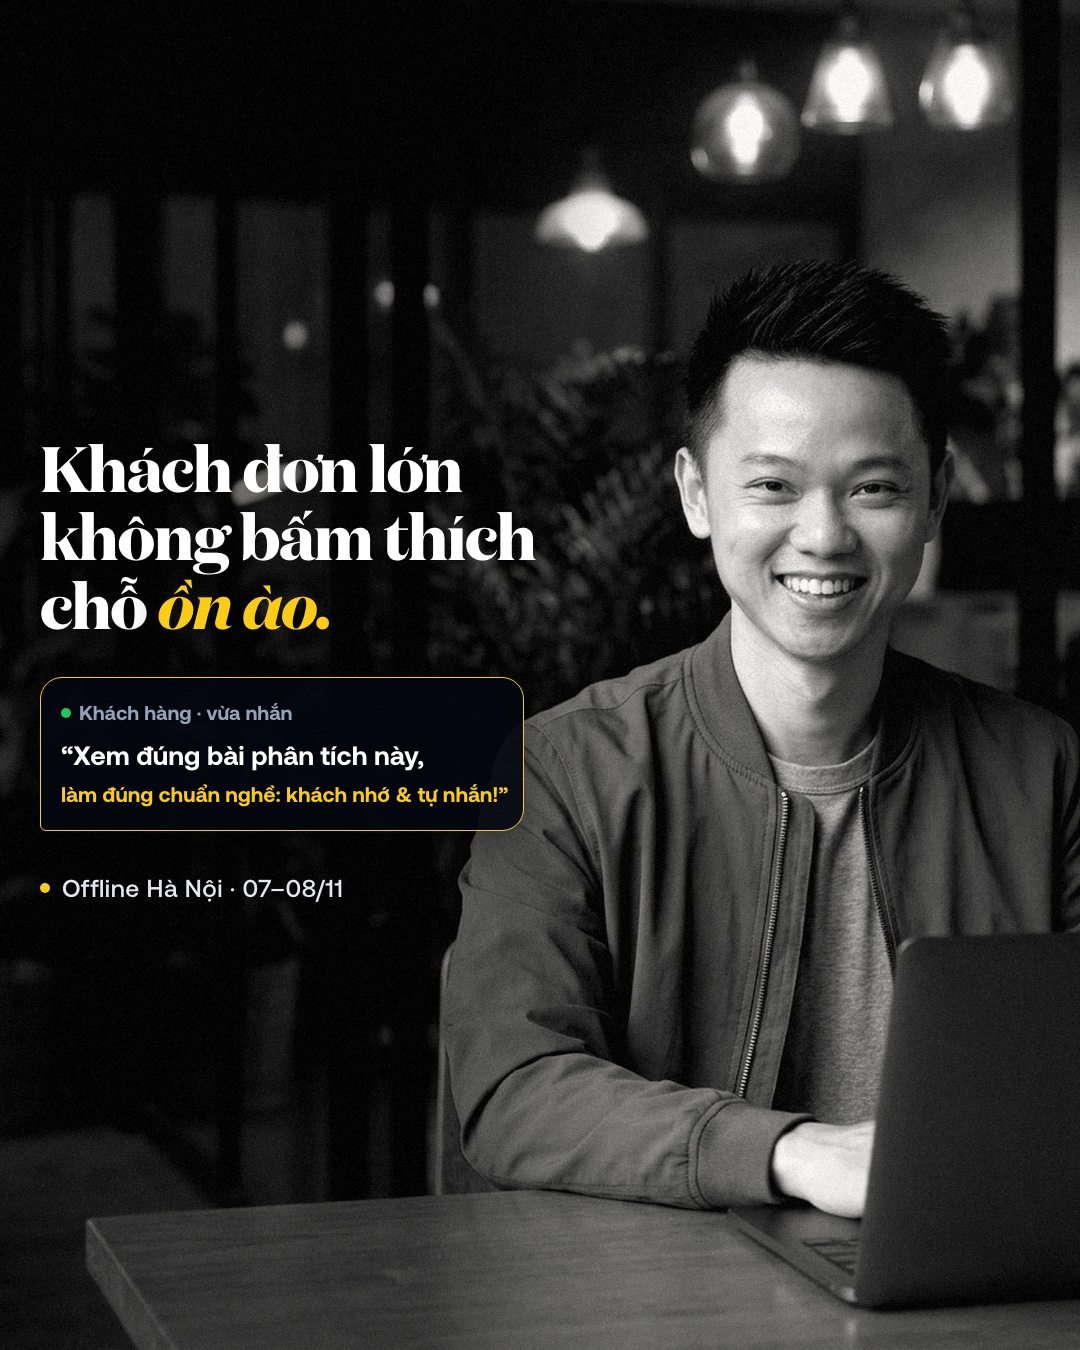 Khách đơn lớn
không bấm thích
chỗ ồn ào.
Khách hàng · vừa nhắn
“Xem đúng bài phân tích này,
làm đúng chuẩn nghề: khách nhớ & tự nhắn!”
Offline Hà Nội · 07–08/11